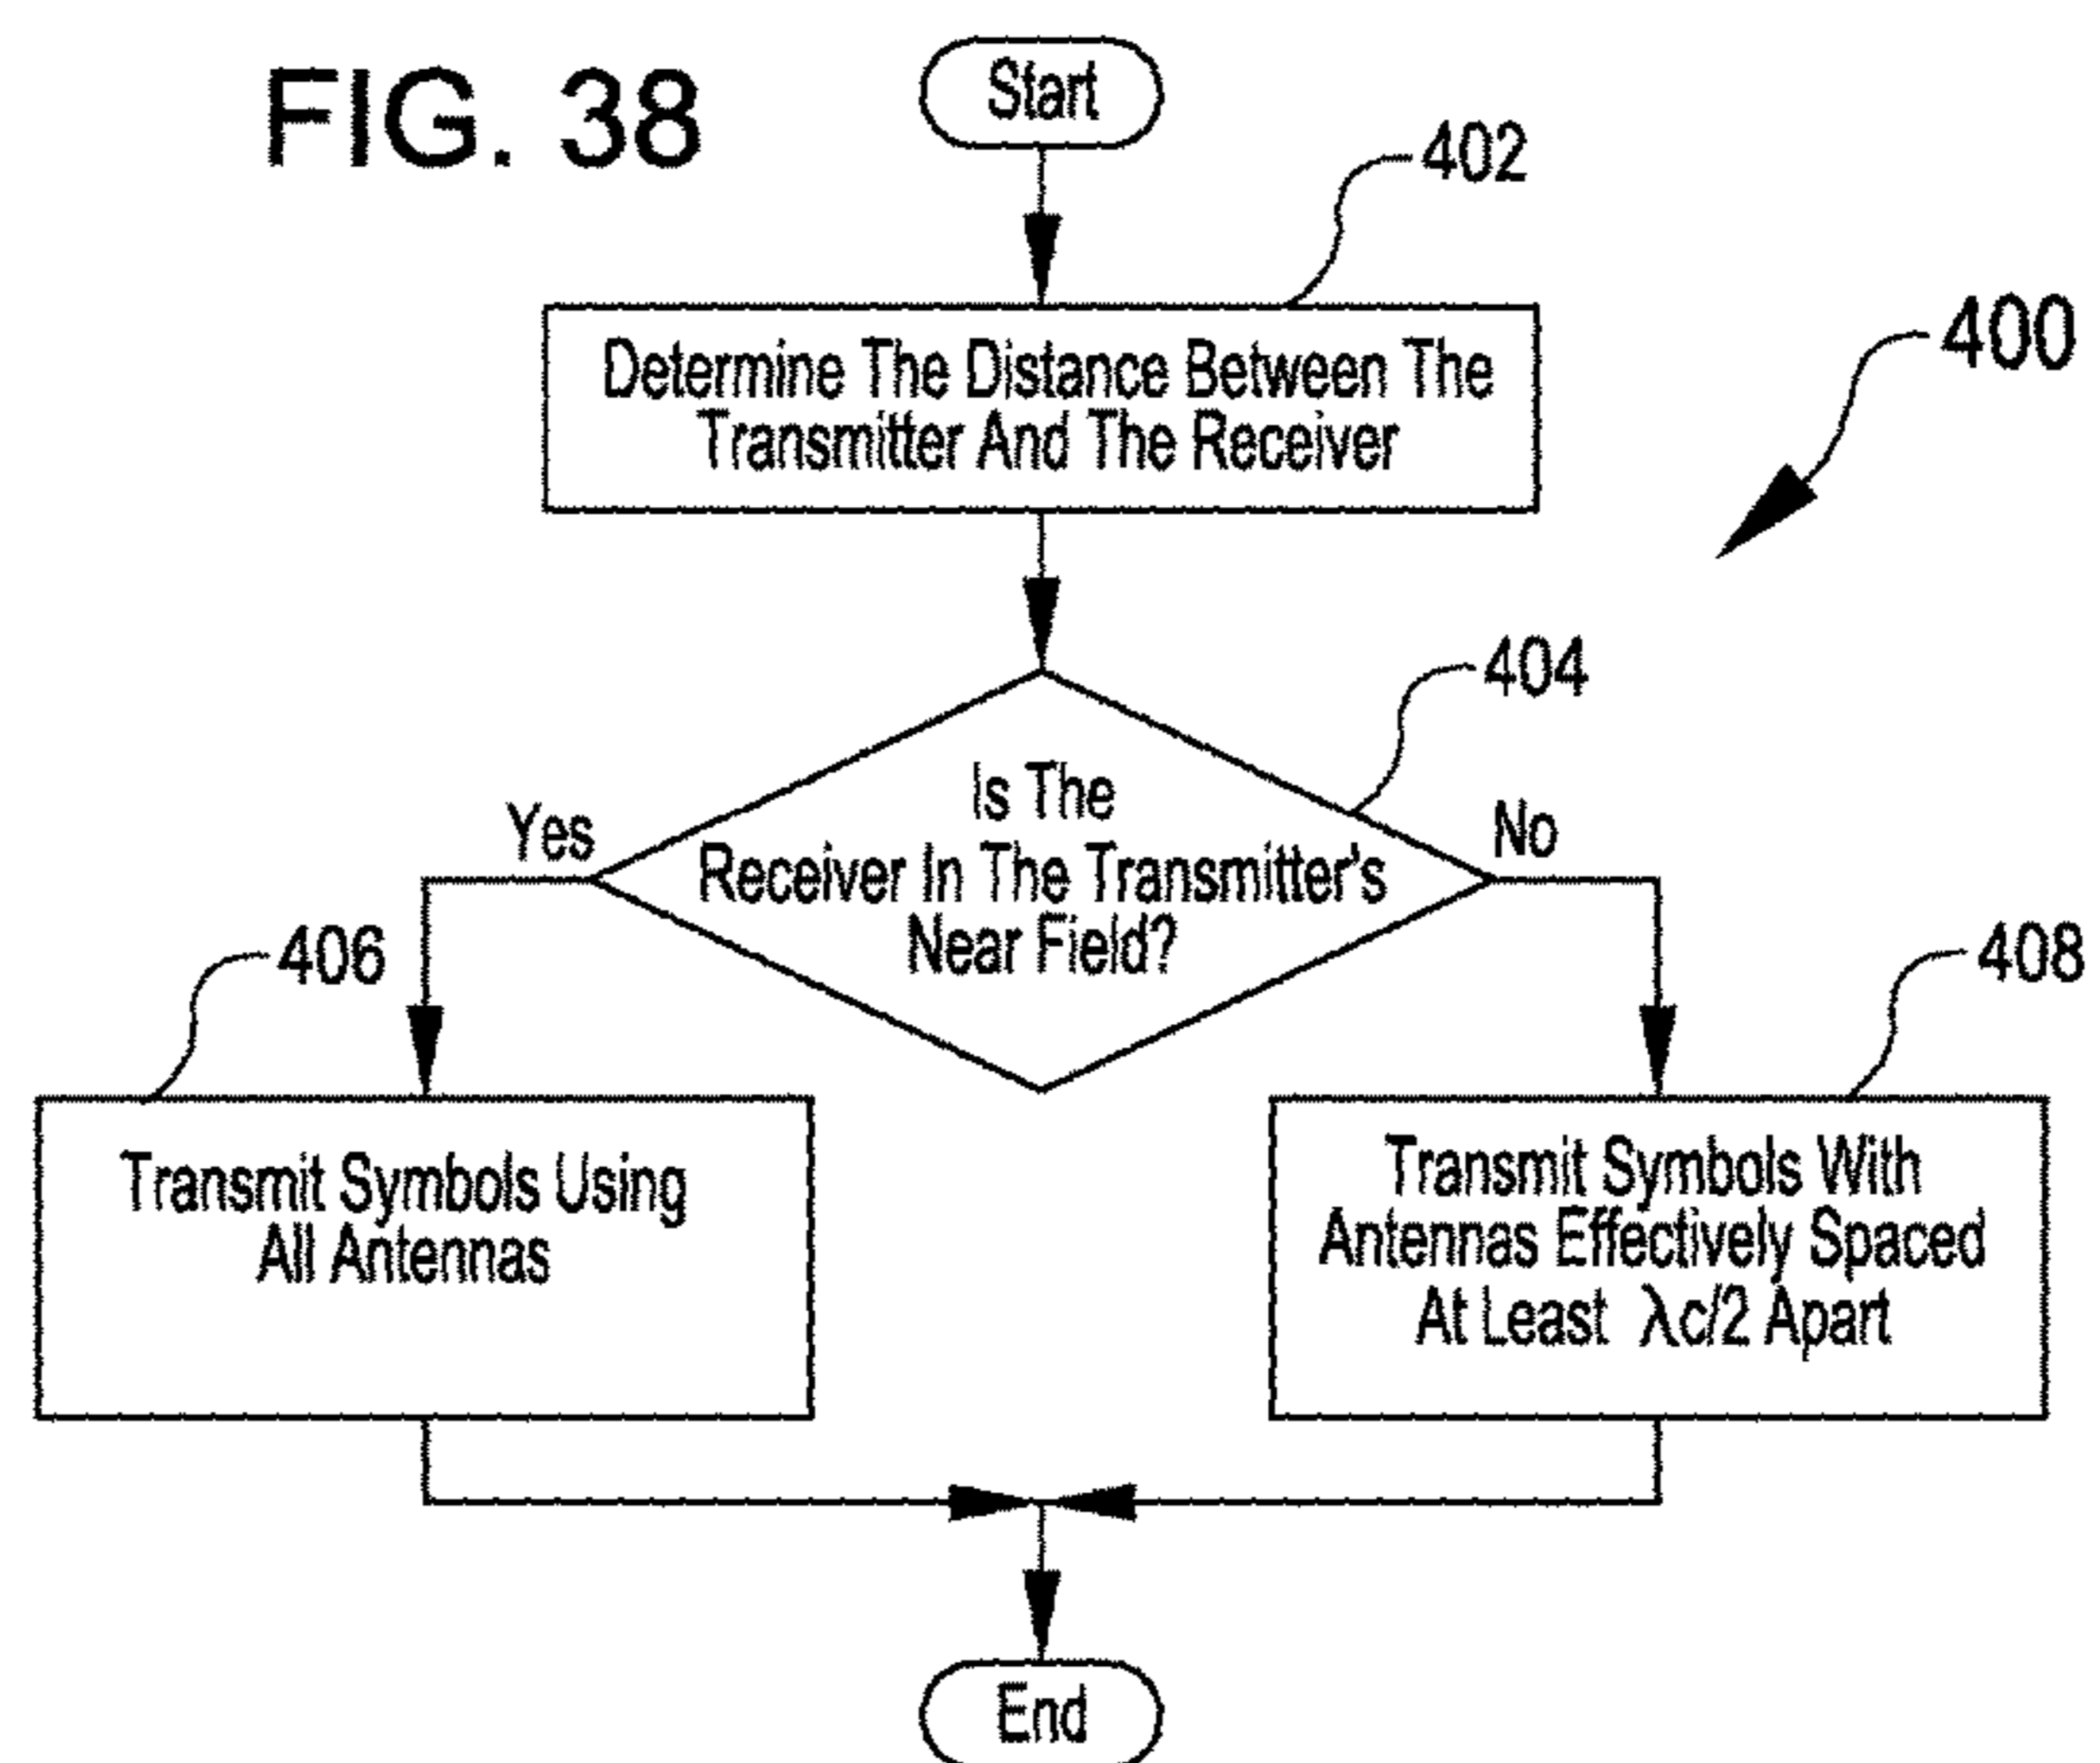 FIG. 38
Start
402
Determine The Distance Between The
Transmitter And The Receiver
400
404
Is The
Receiver In The Transmitter's
Near Field?
Yes
No
406
408
Transmit Symbols Using
All Antennas
Transmit Symbols With
Antennas Effectively Spaced
At Least λc/2 Apart
End